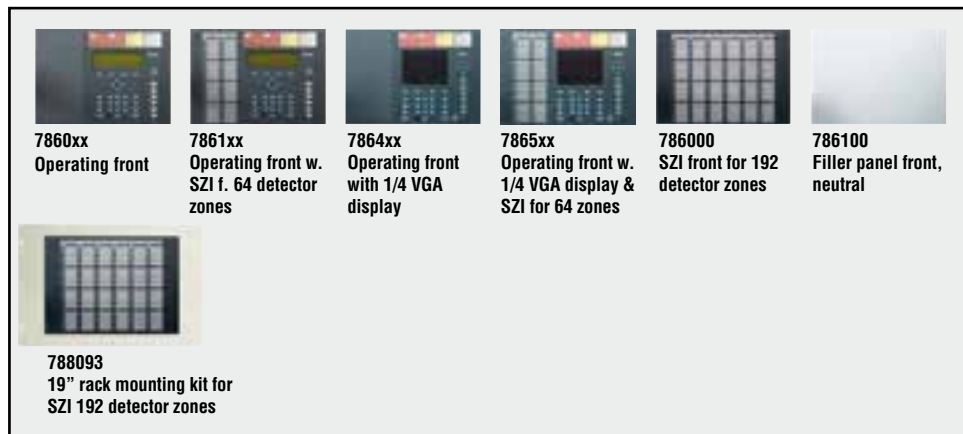 7860xx
Operating front
7861xx
Operating front w.
SZI f. 64 detector
zones
7864xx
Operating front
with 1/4 VGA
display
7865xx
Operating front w.
1/4 VGA display &
SZI for 64 zones
786000
SZI front for 192
detector zones
786100
Filler panel front,
neutral
788093
19” rack mounting kit for
SZI 192 detector zones